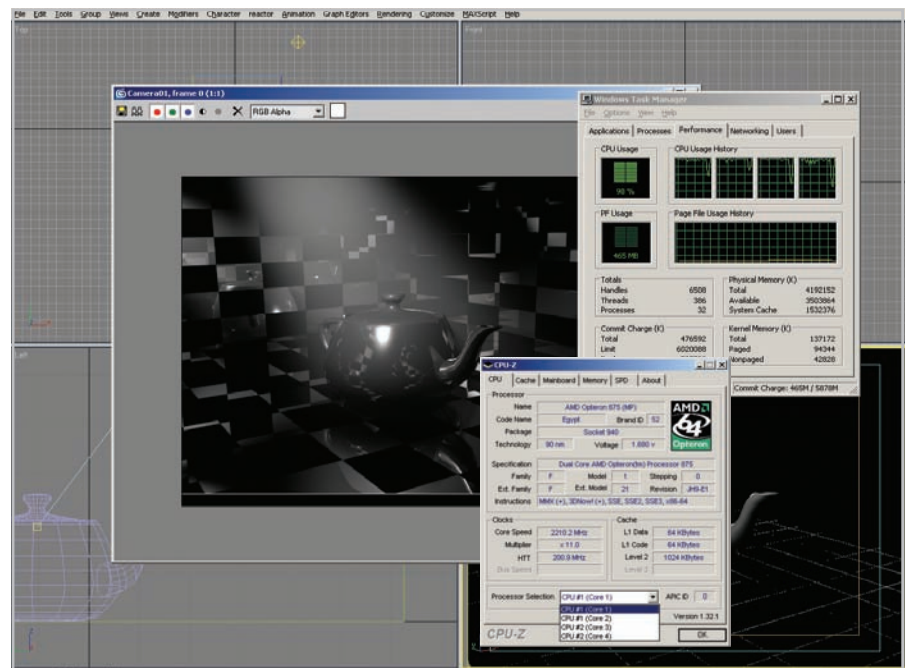 File Edit Tools Group Views Create Modifiers Character reactor Animation Graph Editors Rendering Customize MAXScript Help
Top
Front
Camera01, frame 0 (1:1)
RGB Alpha
Windows Task Manager
File Options View Help
Applications Processes Performance Networking Users
CPU Usage CPU Usage History
98 %
PF Usage Page File Usage History
465 MB
Totals Physical Memory (K)
Handles 6508 Total 4192152
Threads 386 Available 3503864
Processes 32 System Cache 1532376
Commit Charge (K) Kernel Memory (K)
Total 476592 Total 137172
Limit 6020088 Paged 94344
Nonpaged 42828
Commit Charge: 465M / 5878M
Left
CPU-Z
CPU Cache Mainboard Memory SPD About
Processor
Name AMD Opteron 875 (MP)
Code Name Egypt Brand ID 52
Package Socket 940
Technology 90 nm Voltage 1.880 v
AMD 64 Opteron
Specification Dual Core AMD Opteron(tm) Processor 875
Family F Model 1 Stepping 0
Ext. Family F Ext. Model 21 Revision JH8-E1
Instructions MMX (+), 3DNow! (+), SSE, SSE2, SSE3, x86-64
Clocks Cache
Core Speed 2210.2 MHz L1 Data 64 KBytes
Multiplier x 11.0 L1 Code 64 KBytes
HTT 200.9 MHz Level 2 1024 KBytes
Bus Speed Level 3
Processor Selection CPU #1 (Core 1) APIC ID 0
CPU #1 (Core 1)
CPU #1 (Core 2)
CPU #2 (Core 3)
CPU #2 (Core 4)
Version 1.32.1
CPU-Z OK